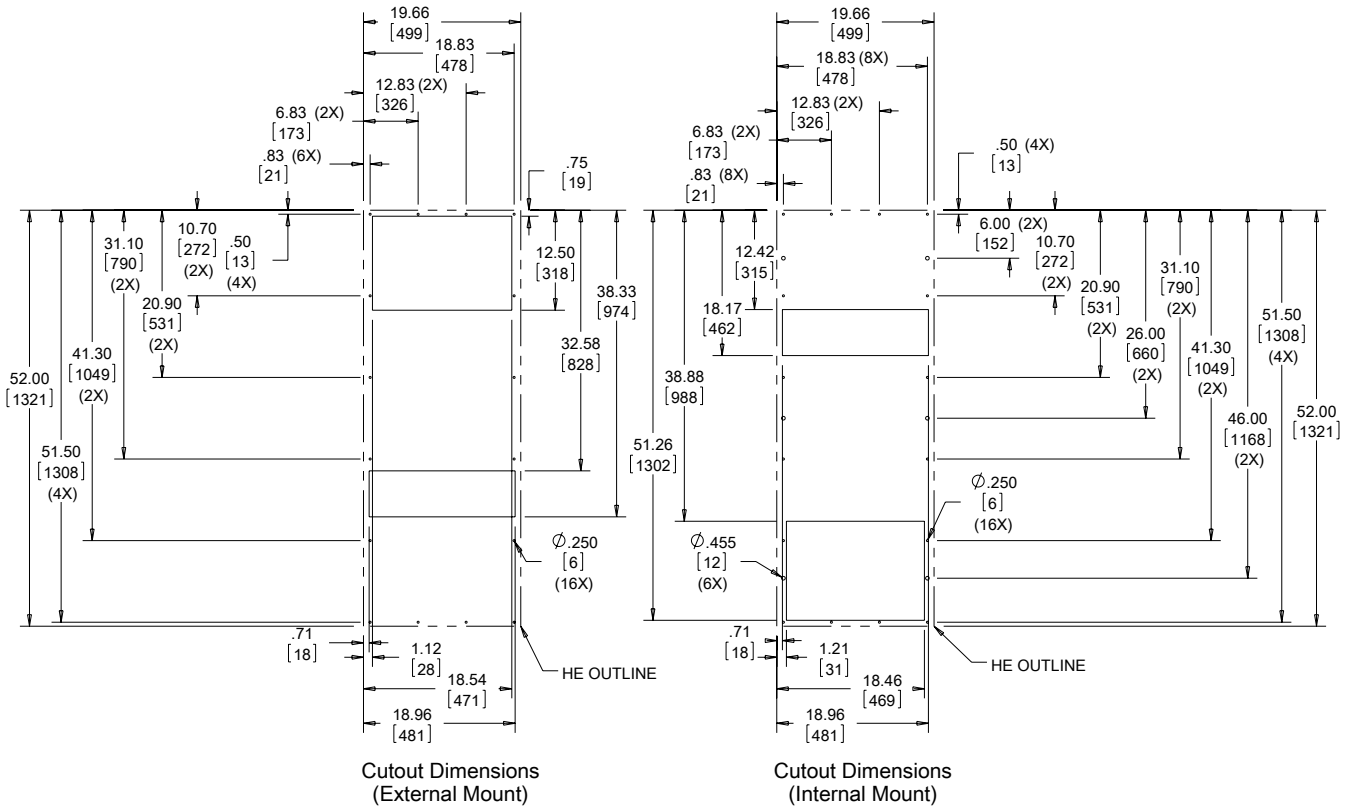 19.66
[499]
18.83
[478]
12.83 (2X)
[326]
6.83 (2X)
[173]
.83 (6X)
[21]
.75
[19]
10.70
[272]
(2X)
.50
[13]
(4X)
31.10
[790]
(2X)
20.90
[531]
(2X)
41.30
[1049]
(2X)
52.00
[1321]
51.50
[1308]
(4X)
12.50
[318]
38.33
[974]
32.58
[828]
Ø.250
[6]
(16X)
.71
[18]
1.12
[28]
HE OUTLINE
18.54
[471]
18.96
[481]
Cutout Dimensions
(External Mount)
19.66
[499]
18.83 (8X)
[478]
12.83 (2X)
[326]
6.83 (2X)
[173]
.83 (8X)
[21]
.50 (4X)
[13]
6.00 (2X)
[152]
10.70
[272]
(2X)
12.42
[315]
18.17
[462]
31.10
[790]
(2X)
20.90
[531]
(2X)
51.50
[1308]
(4X)
26.00
[660]
(2X)
41.30
[1049]
(2X)
38.88
[988]
52.00
[1321]
46.00
[1168]
(2X)
51.26
[1302]
Ø.250
[6]
(16X)
Ø.455
[12]
(6X)
.71
[18]
1.21
[31]
HE OUTLINE
18.46
[469]
18.96
[481]
Cutout Dimensions
(Internal Mount)